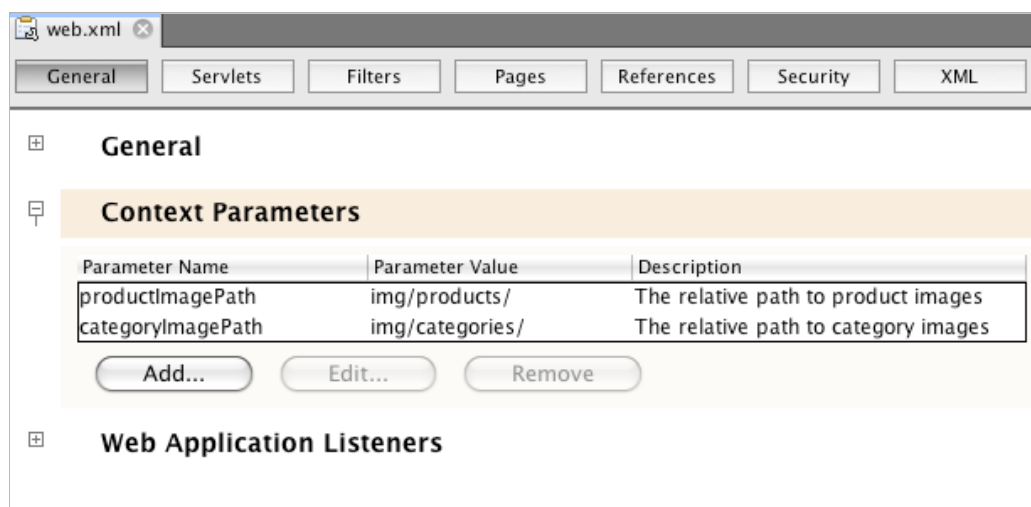 web.xml
General Servlets Filters Pages References Security XML
General
Context Parameters
Parameter Name Parameter Value Description
productImagePath img/products/ The relative path to product images
categoryImagePath img/categories/ The relative path to category images
Add... Edit... Remove
Web Application Listeners